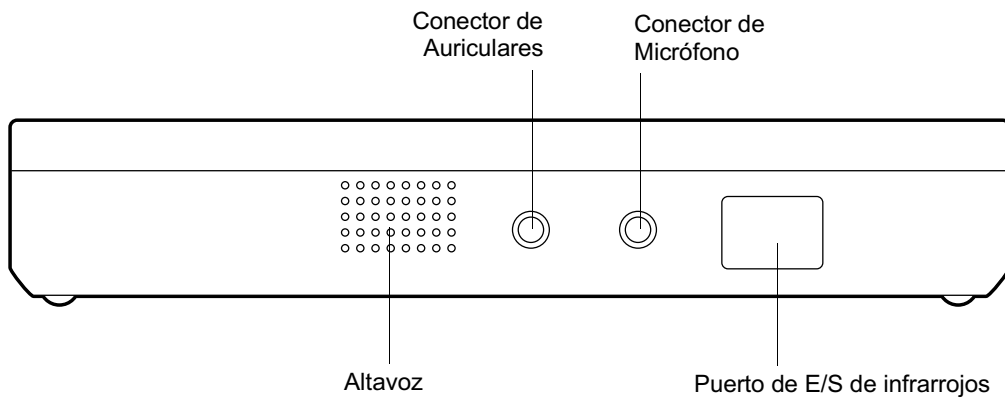 Conector de
Auriculares
Conector de
Micrófono
Altavoz
Puerto de E/S de infrarrojos